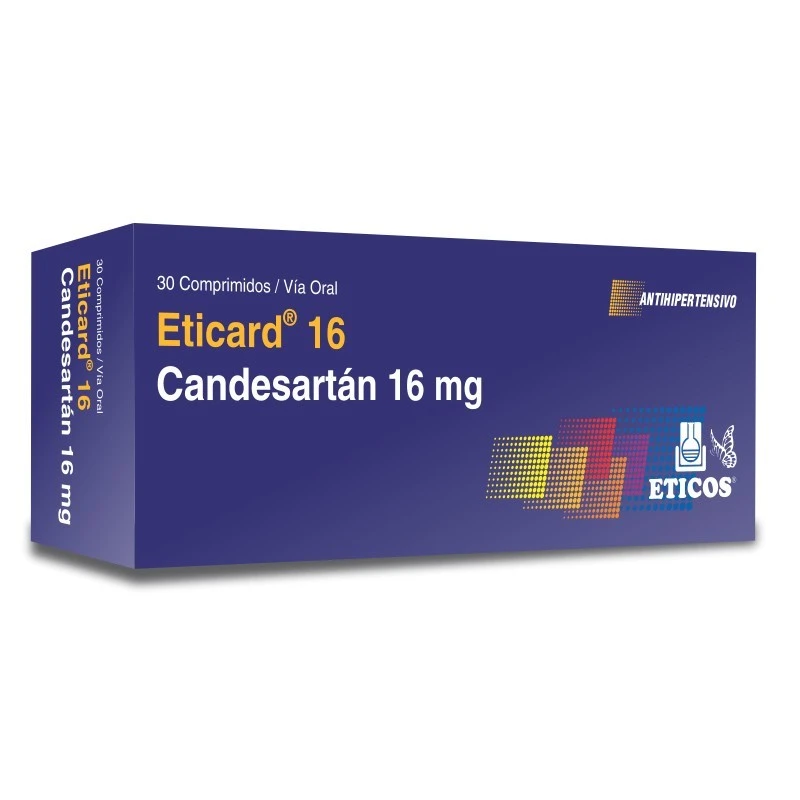 30 Comprimidos / Vía Oral
Eticard® 16
Candesartán 16 mg
30 Comprimidos / Vía Oral
Eticard® 16
Candesartán 16 mg
ANTIHIPERTENSIVO
ETICOS®